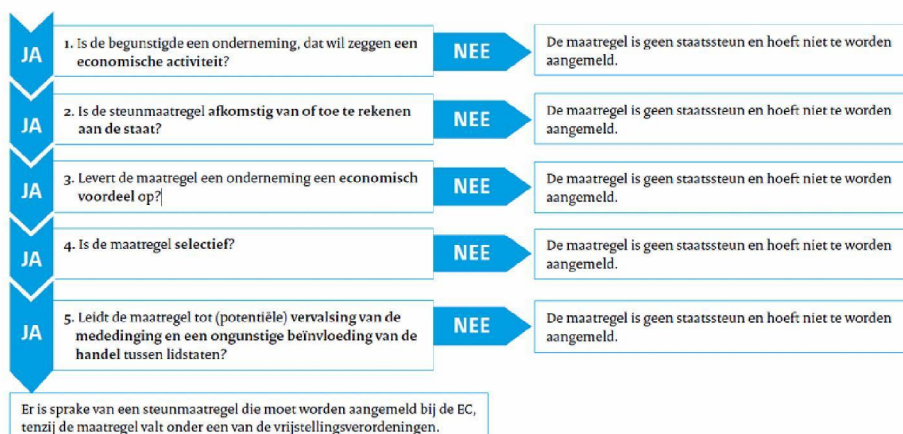 JA
1. Is de begunstigde een onderneming, dat wil zeggen een
economische activiteit?
NEE
De maatregel is geen staatssteun en hoeft niet te worden
aangemeld.
JA
2. Is de steunmaatregel afkomstig van of toe te rekenen
aan de staat?
NEE
De maatregel is geen staatssteun en hoeft niet te worden
aangemeld.
JA
3. Levert de maatregel een onderneming een economisch
voordeel op?
NEE
De maatregel is geen staatssteun en hoeft niet te worden
aangemeld.
JA
4. Is de maatregel selectief?
NEE
De maatregel is geen staatssteun en hoeft niet te worden
aangemeld.
JA
5. Leidt de maatregel tot (potentiële) vervalsing van de
mededinging en een ongunstige beïnvloeding van de
handel tussen lidstaten?
NEE
De maatregel is geen staatssteun en hoeft niet te worden
aangemeld.
Er is sprake van een steunmaatregel die moet worden aangemeld bij de EC,
tenzij de maatregel valt onder een van de vrijstellingsverordeningen.